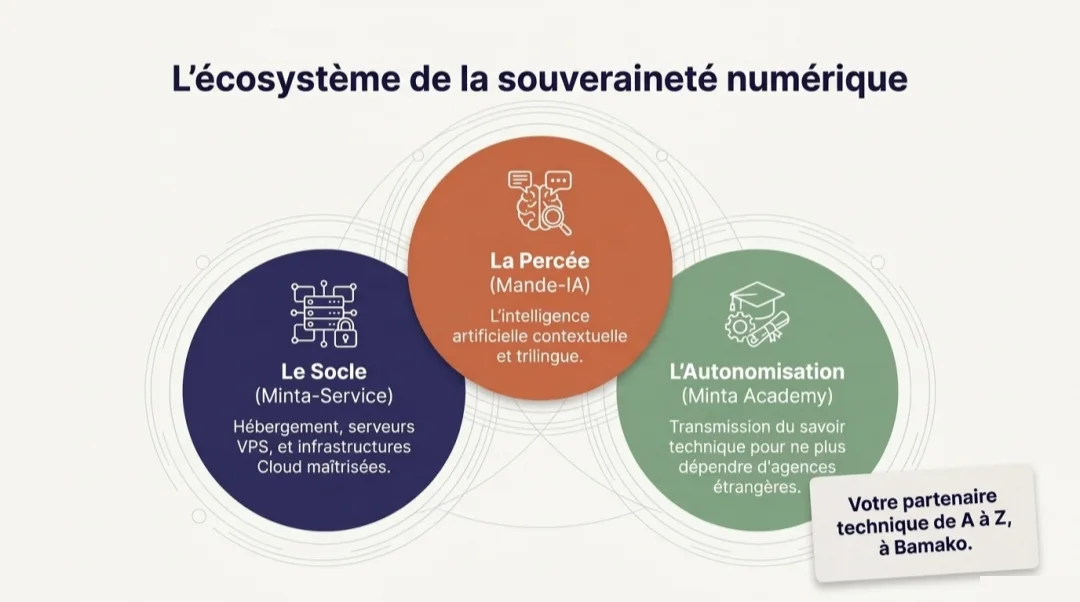 L’écosystème de la souveraineté numérique
La Percée
(Mande-IA)
L’intelligence
artificielle contextuelle
et trilingue.
Le Socle
(Minta-Service)
Hébergement, serveurs
VPS, et infrastructures
Cloud maîtrisées.
L’Autonomisation
(Minta Academy)
Transmission du savoir
technique pour ne plus
dépendre d'agences
étrangères.
Votre partenaire
technique de A à Z,
à Bamako.